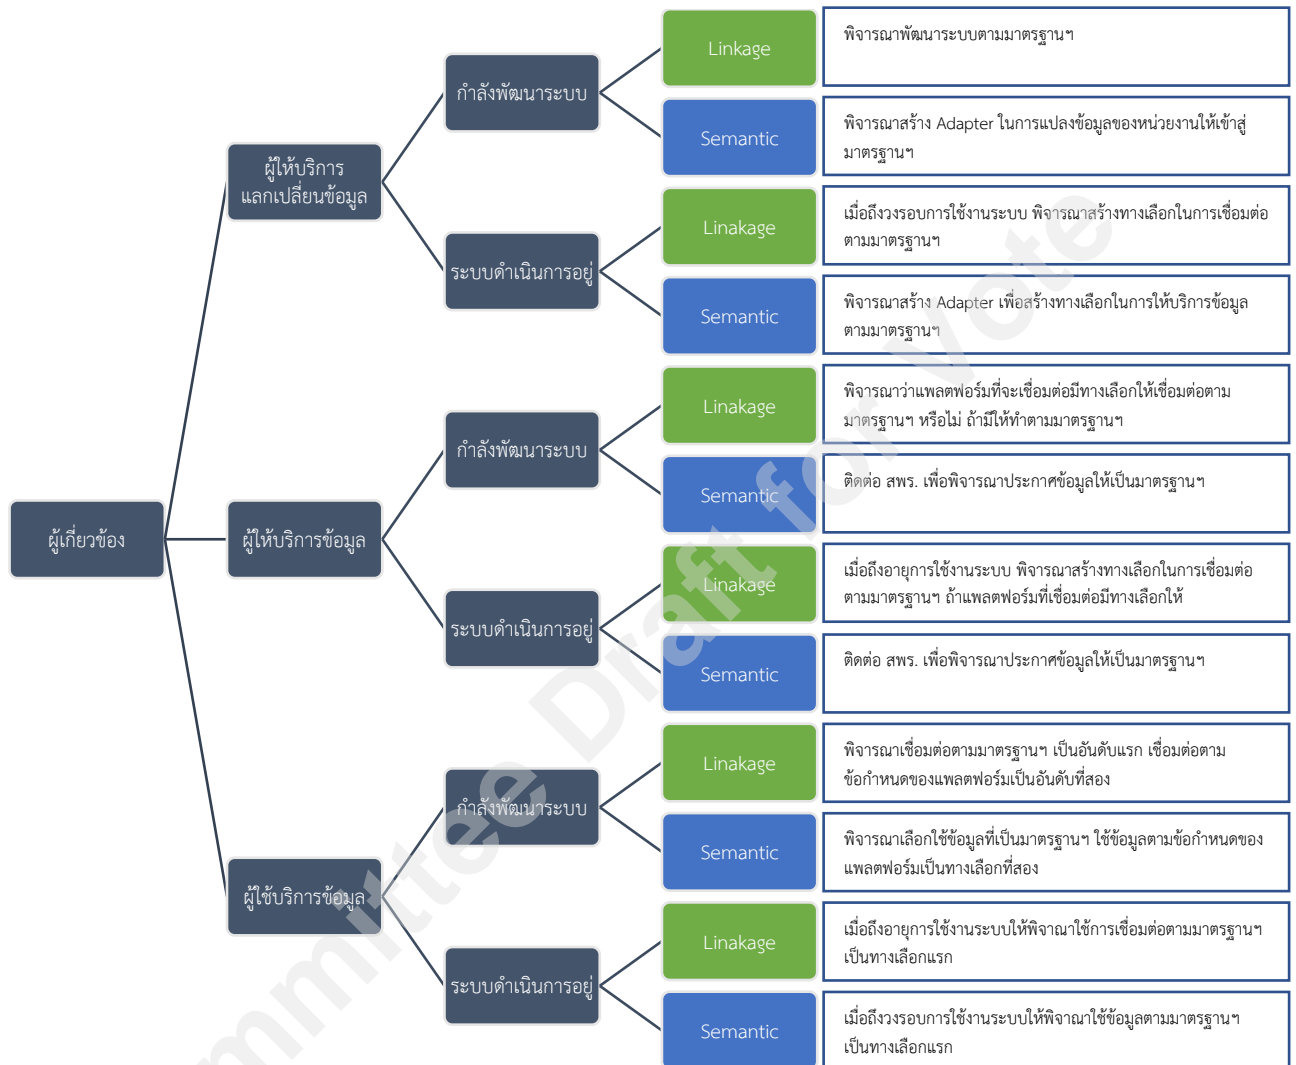 ผู้เกี่ยวข้อง
ผู้ให้บริการ
แลกเปลี่ยนข้อมูล
กำลังพัฒนาระบบ
Linkage
พิจารณาพัฒนาระบบตามมาตรฐานฯ
Semantic
พิจารณาสร้าง Adapter ในการแปลงข้อมูลของหน่วยงานให้เข้าสู่
มาตรฐานฯ
ระบบดำเนินการอยู่
Linakage
เมื่อถึงวงรอบการใช้งานระบบ พิจารณาสร้างทางเลือกในการเชื่อมต่อ
ตามมาตรฐานฯ
Semantic
พิจารณาสร้าง Adapter เพื่อสร้างทางเลือกในการให้บริการข้อมูล
ตามมาตรฐานฯ
ผู้ให้บริการข้อมูล
กำลังพัฒนาระบบ
Linakage
พิจารณาว่าแพลตฟอร์มที่จะเชื่อมต่อมีทางเลือกให้เชื่อมต่อตาม
มาตรฐานฯ หรือไม่ ถ้ามีให้ทำตามมาตรฐานฯ
Semantic
ติดต่อ สพร. เพื่อพิจารณาประกาศข้อมูลให้เป็นมาตรฐานฯ
ระบบดำเนินการอยู่
Linakage
เมื่อถึงอายุการใช้งานระบบ พิจารณาสร้างทางเลือกในการเชื่อมต่อ
ตามมาตรฐานฯ ถ้าแพลตฟอร์มที่เชื่อมต่อมีทางเลือกให้
Semantic
ติดต่อ สพร. เพื่อพิจารณาประกาศข้อมูลให้เป็นมาตรฐานฯ
ผู้ใช้บริการข้อมูล
กำลังพัฒนาระบบ
Linakage
พิจารณาเชื่อมต่อตามมาตรฐานฯ เป็นอันดับแรก เชื่อมต่อตาม
ข้อกำหนดของแพลตฟอร์มเป็นอันดับที่สอง
Semantic
พิจารณาเลือกใช้ข้อมูลที่เป็นมาตรฐานฯ ใช้ข้อมูลตามข้อกำหนดของ
แพลตฟอร์มเป็นทางเลือกที่สอง
ระบบดำเนินการอยู่
Linakage
เมื่อถึงอายุการใช้งานระบบให้พิจาณาใช้การเชื่อมต่อตามมาตรฐานฯ
เป็นทางเลือกแรก
Semantic
เมื่อถึงวงรอบการใช้งานระบบให้พิจาณาใช้ข้อมูลตามมาตรฐานฯ
เป็นทางเลือกแรก
mmittee Draft for Vote